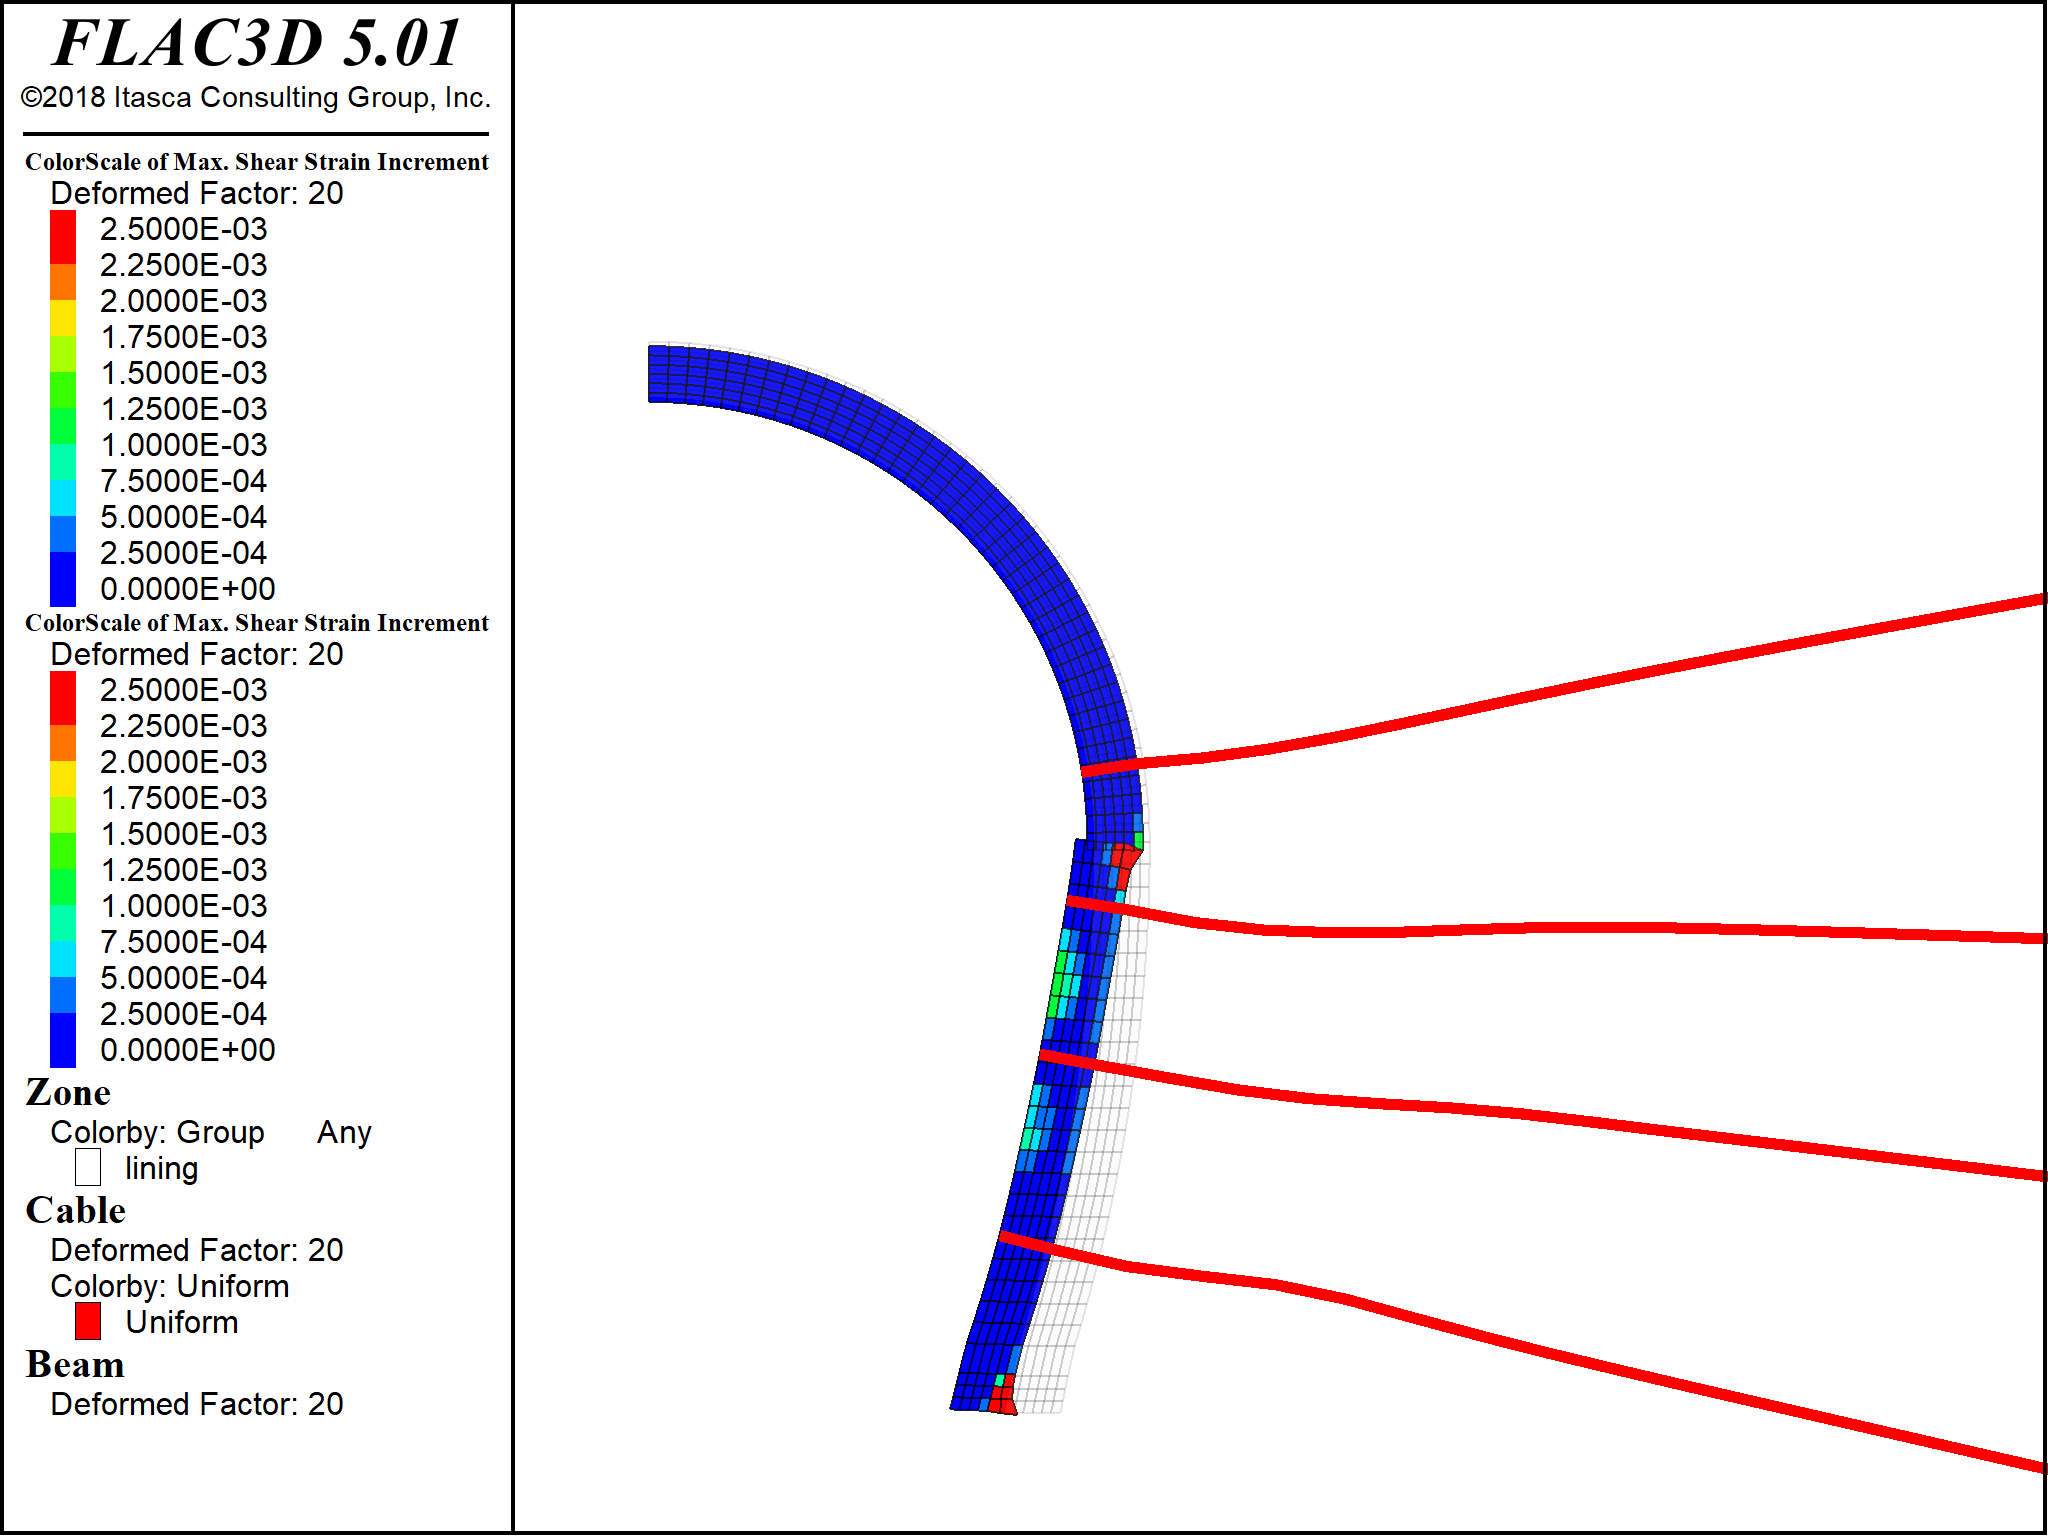 FLAC3D 5.01
©2018 Itasca Consulting Group, Inc.
ColorScale of Max. Shear Strain Increment
Deformed Factor: 20
2.5000E-03
2.2500E-03
2.0000E-03
1.7500E-03
1.5000E-03
1.2500E-03
1.0000E-03
7.5000E-04
5.0000E-04
2.5000E-04
0.0000E+00
ColorScale of Max. Shear Strain Increment
Deformed Factor: 20
2.5000E-03
2.2500E-03
2.0000E-03
1.7500E-03
1.5000E-03
1.2500E-03
1.0000E-03
7.5000E-04
5.0000E-04
2.5000E-04
0.0000E+00
Zone
Colorby: Group Any
lining
Cable
Deformed Factor: 20
Colorby: Uniform
Uniform
Beam
Deformed Factor: 20